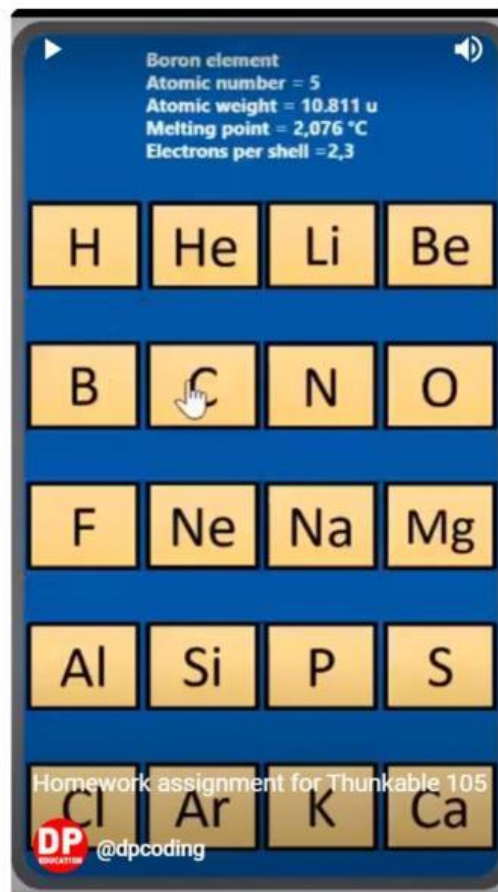 Boron element
Atomic number = 5
Atomic weight = 10.811 u
Melting point = 2,076 °C
Electrons per shell =2,3
H He Li Be
B C N O
F Ne Na Mg
Al Si P S
Homework assignment for Thunkable 105
Cl Ar K Ca
DP
EDUCATION
@dpcoding